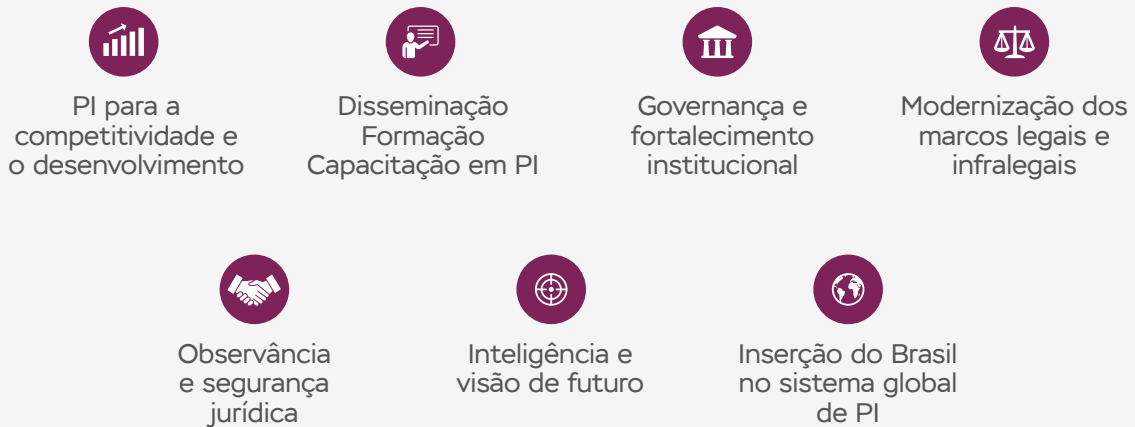 PI para a
competitividade e
o desenvolvimento
Disseminação
Formação
Capacitação em PI
Governança e
fortalecimento
institucional
Modernização dos
marcos legais e
infralegais
Observância
e segurança
jurídica
Inteligência e
visão de futuro
Inserção do Brasil
no sistema global
de PI